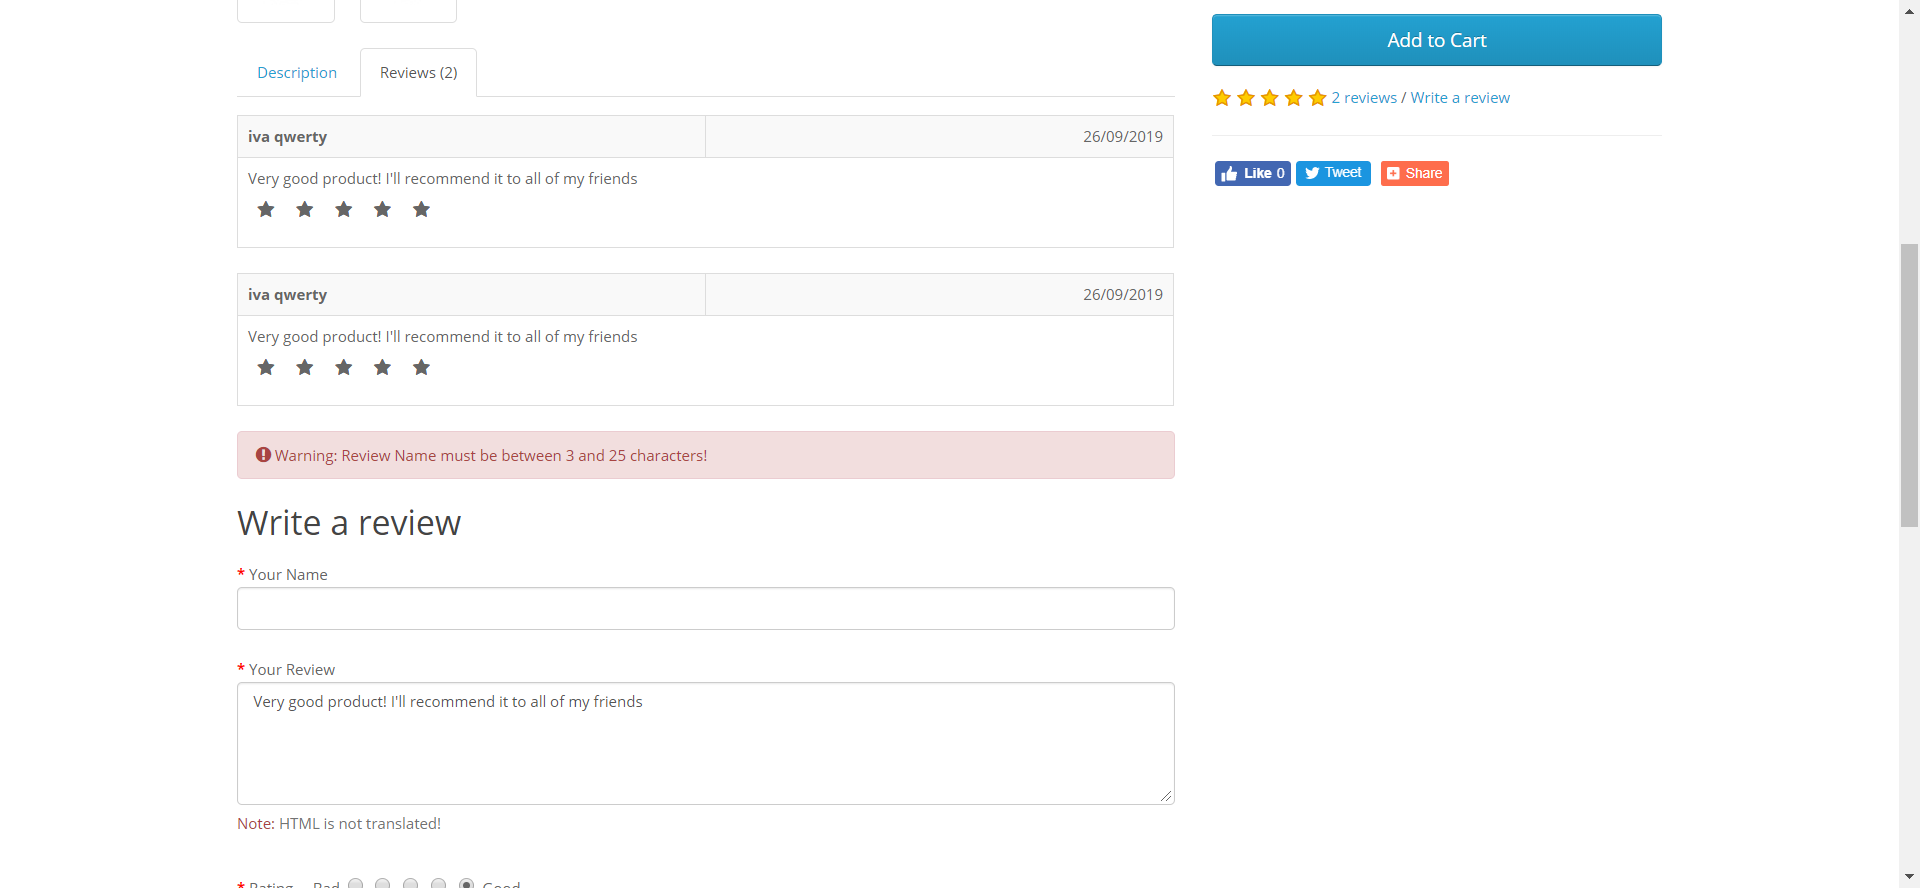 Add to Cart
Description
Reviews (2)
2 reviews / Write a review
iva qwerty
26/09/2019
Very good product! I'll recommend it to all of my friends
Like 0
Tweet
Share
iva qwerty
26/09/2019
Very good product! I'll recommend it to all of my friends
Warning: Review Name must be between 3 and 25 characters!
Write a review
* Your Name
* Your Review
Very good product! I'll recommend it to all of my friends
Note: HTML is not translated!
* Rating Bad Good